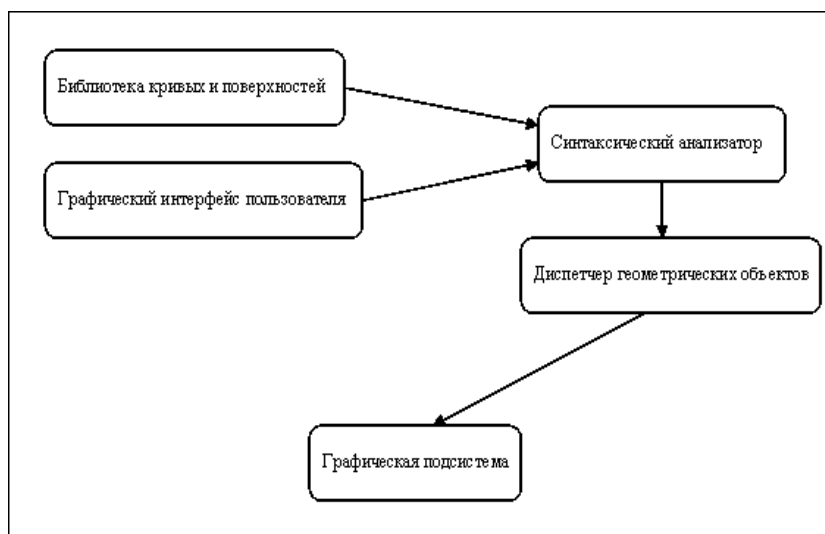 Библиотека кривых и поверхностей
Синтаксический анализатор
Графический интерфейс пользователя
Диспетчер геометрических объектов
Графическая подсистема